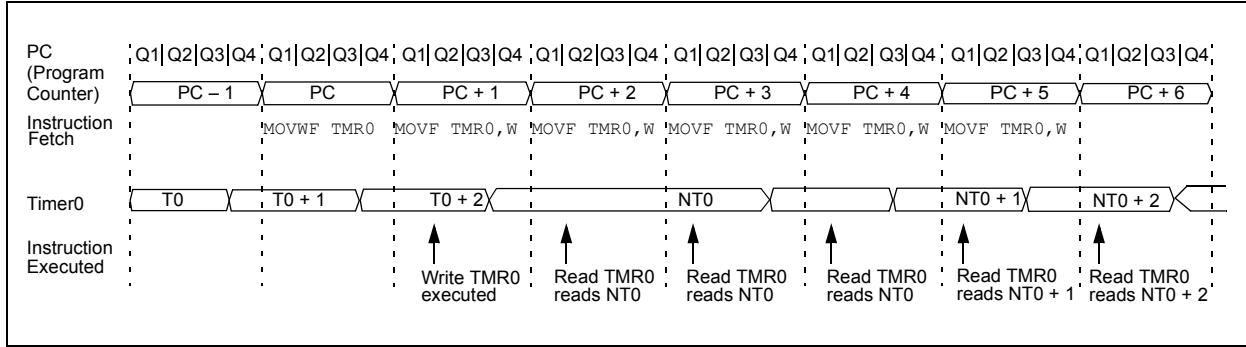 PC
(Program
Counter)
Q1 Q2 Q3 Q4 Q1 Q2 Q3 Q4 Q1 Q2 Q3 Q4 Q1 Q2 Q3 Q4 Q1 Q2 Q3 Q4 Q1 Q2 Q3 Q4 Q1 Q2 Q3 Q4 Q1 Q2 Q3 Q4
PC – 1 PC PC + 1 PC + 2 PC + 3 PC + 4 PC + 5 PC + 6
Instruction
Fetch
MOVWF TMR0 MOVF TMR0,W MOVF TMR0,W MOVF TMR0,W MOVF TMR0,W MOVF TMR0,W
Timer0
T0 T0 + 1 T0 + 2 NT0 NT0 + 1 NT0 + 2
Instruction
Executed
Write TMR0
executed
Read TMR0
reads NT0
Read TMR0
reads NT0
Read TMR0
reads NT0
Read TMR0
reads NT0 + 1
Read TMR0
reads NT0 + 2